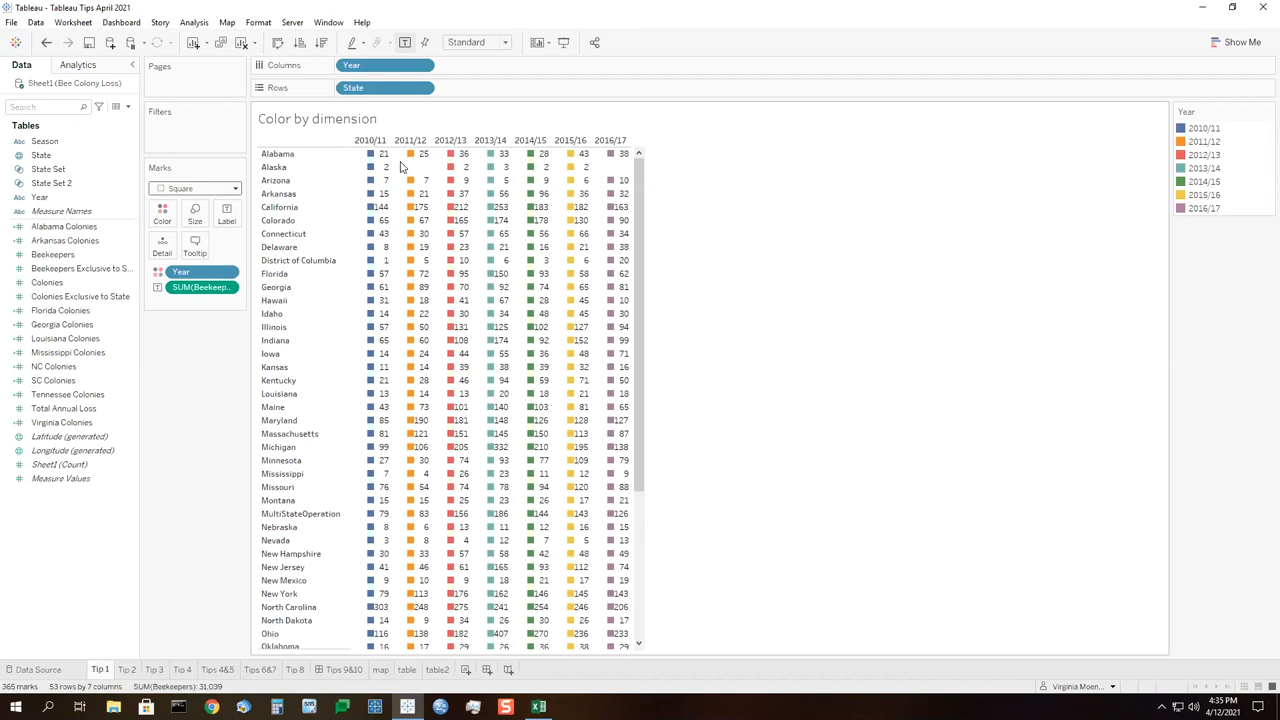 Tableau - Tableau Tips April 2021
File Data Worksheet Dashboard Story Analysis Map Format Server Window Help
Standard Show Me
Data Analytics Pages Columns Year
Sheet1 (Bee Colony Loss) Rows State
Search Filters
Tables
Season
State
State Set
State Set 2
Year
Measure Names
Alabama Colonies
Arkansas Colonies
Beekeepers
Beekeepers Exclusive to S...
Colonies
Colonies Exclusive to State
Florida Colonies
Georgia Colonies
Louisiana Colonies
Mississippi Colonies
NC Colonies
SC Colonies
Tennessee Colonies
Total Annual Loss
Virginia Colonies
Latitude (generated)
Longitude (generated)
Sheet1 (Count)
Measure Values
Marks
Square
Color Size Label
Detail Tooltip
Year
SUM(Beekeep..
Color by dimension
2010/11 2011/12 2012/13 2013/14 2014/15 2015/16 2016/17
Alabama 21 25 36 33 28 43 38
Alaska 2 2 3 2 2
Arizona 7 7 9 5 9 6 10
Arkansas 15 21 37 56 96 36 32
California 144 175 212 253 183 182 163
Colorado 65 67 165 174 178 130 90
Connecticut 43 30 57 65 56 66 34
Delaware 8 19 23 21 16 21 38
District of Columbia 1 5 10 6 3 6 20
Florida 57 72 95 150 93 58 62
Georgia 61 89 70 92 74 65 81
Hawaii 31 18 41 67 28 45 10
Idaho 14 22 30 34 48 45 30
Illinois 57 50 131 125 102 127 94
Indiana 65 60 108 174 92 152 99
Iowa 14 24 44 55 36 48 71
Kansas 11 14 39 38 39 32 16
Kentucky 21 28 46 94 59 71 50
Louisiana 13 14 13 20 18 21 18
Maine 43 73 101 140 103 81 65
Maryland 85 190 181 148 126 128 127
Massachusetts 81 121 151 145 150 113 87
Michigan 99 106 205 332 210 195 138
Minnesota 27 30 74 93 77 109 79
Mississippi 7 4 26 23 11 12 9
Missouri 76 54 74 78 94 120 88
Montana 15 15 25 23 26 17 21
MultiStateOperation 79 83 156 186 144 143 126
Nebraska 8 6 13 11 12 16 15
Nevada 3 8 4 12 7 5 13
New Hampshire 30 33 57 58 42 48 49
New Jersey 41 46 61 165 93 112 74
New Mexico 9 10 9 18 21 17 19
New York 79 113 176 162 146 145 143
North Carolina 303 248 275 241 254 246 206
North Dakota 14 9 34 26 30 26 17
Ohio 116 138 182 407 270 236 233
Oklahoma 16 17 29 26 36 38 29
Year
2010/11
2011/12
2012/13
2013/14
2014/15
2015/16
2016/17
Data Source Tip 1 Tip 2 Tip 3 Tip 4 Tips 4&5 Tips 6&7 Tip 8 Tips 9&10 map table table2
365 marks 53 rows by 7 columns SUM(Beekeepers): 31,039 Virginia Moen...
4:35 PM
4/12/2021